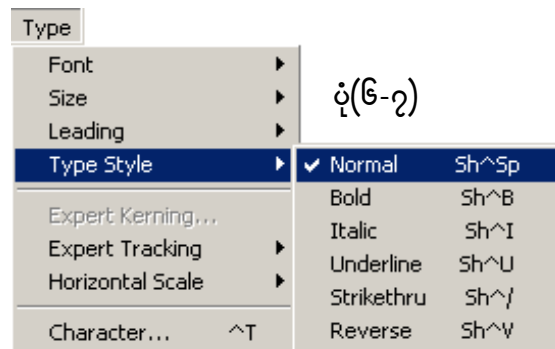 Type
Font
Size
Leading
Type Style
Expert Kerning...
Expert Tracking
Horizontal Scale
Character... ^T
ပုံ(၆-၇)
✓ Normal Sh^Sp
Bold Sh^B
Italic Sh^I
Underline Sh^U
Strikethru Sh^/
Reverse Sh^V